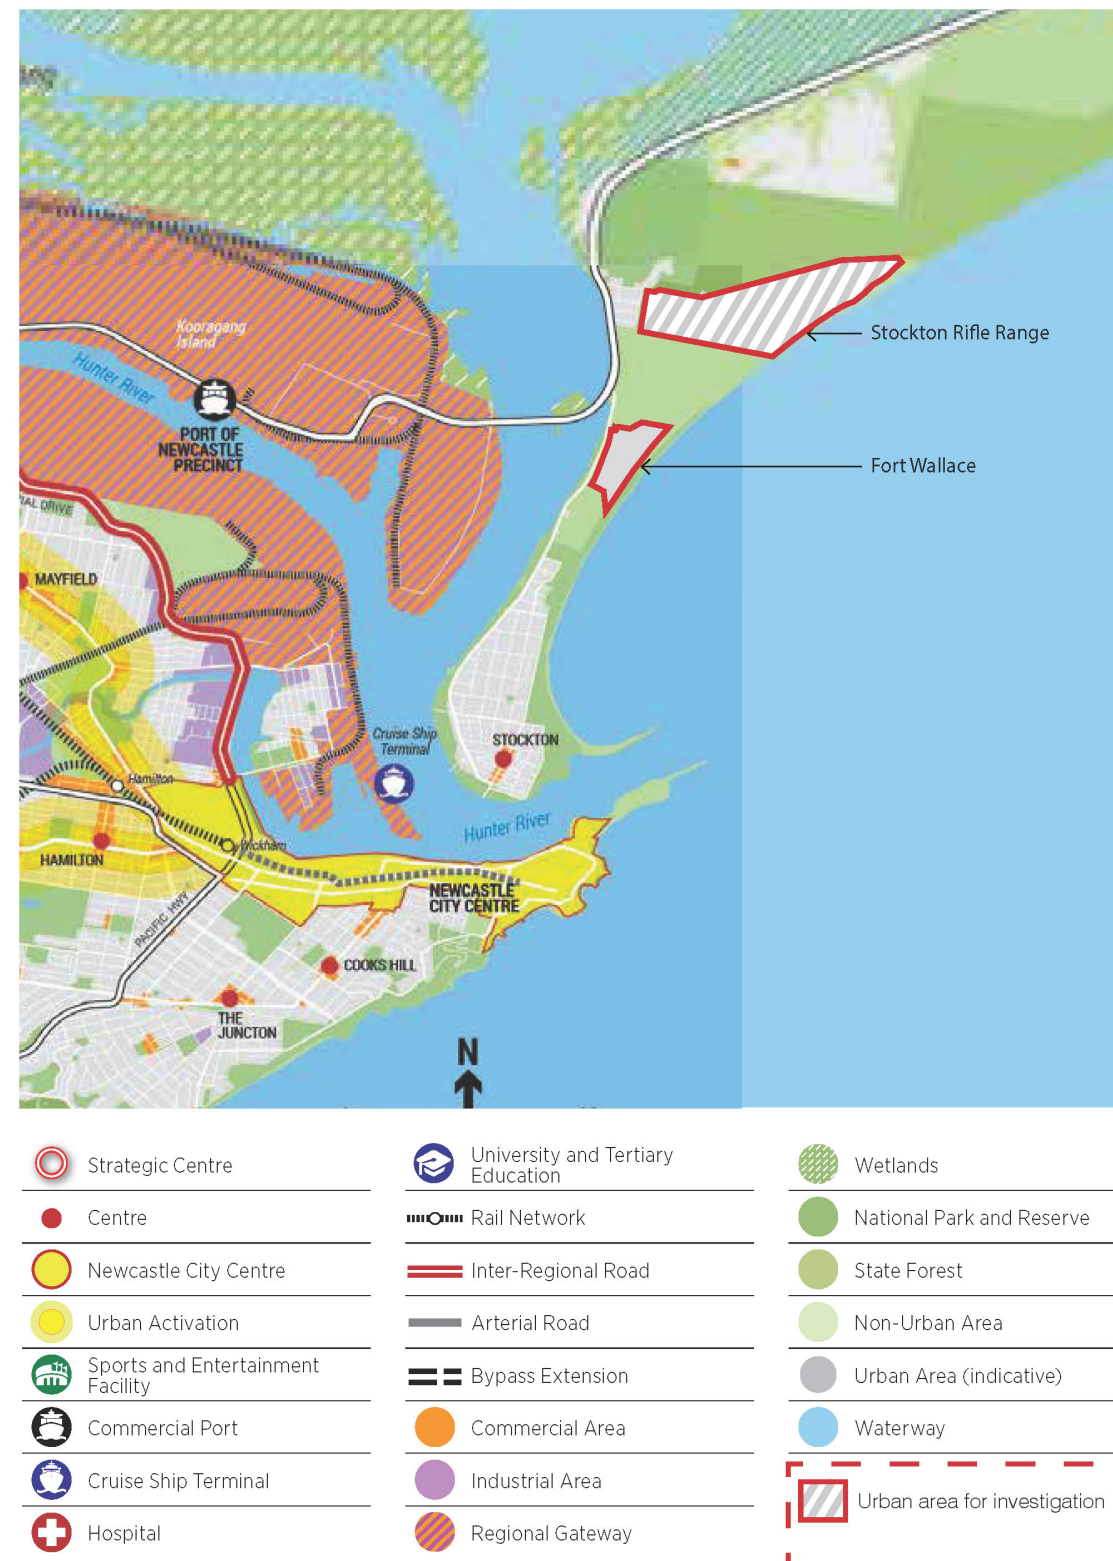 Kooragang
Island
Hunter River
PORT OF
NEWCASTLE
PRECINCT
Stockton Rifle Range
Fort Wallace
DRIVE
MAYFIELD
Cruise Ship
Terminal
STOCKTON
Hamilton
Hunter River
Wickham
HAMILTON
NEWCASTLE
CITY CENTRE
PACIFIC HWY
COOKS HILL
THE
JUNCTON
N
Strategic Centre
Centre
Newcastle City Centre
Urban Activation
Sports and Entertainment
Facility
Commercial Port
Cruise Ship Terminal
Hospital
University and Tertiary
Education
Rail Network
Inter-Regional Road
Arterial Road
Bypass Extension
Commercial Area
Industrial Area
Regional Gateway
Wetlands
National Park and Reserve
State Forest
Non-Urban Area
Urban Area (indicative)
Waterway
Urban area for investigation